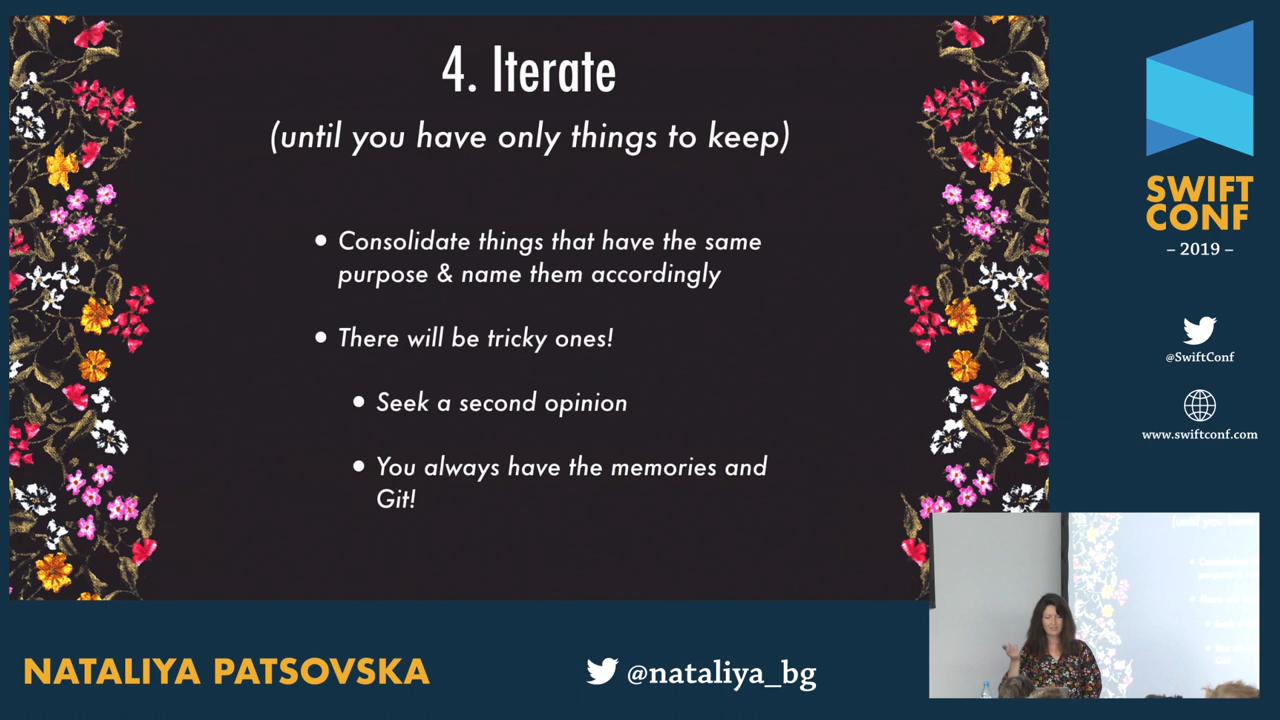 4. Iterate
(until you have only things to keep)
• Consolidate things that have the same
purpose & name them accordingly
• There will be tricky ones!
• Seek a second opinion
• You always have the memories and
Git!
SWIFT
CONF
– 2019 –
@SwiftConf
www.swiftconf.com
NATALIYA PATSOVSKA
@nataliya_bg